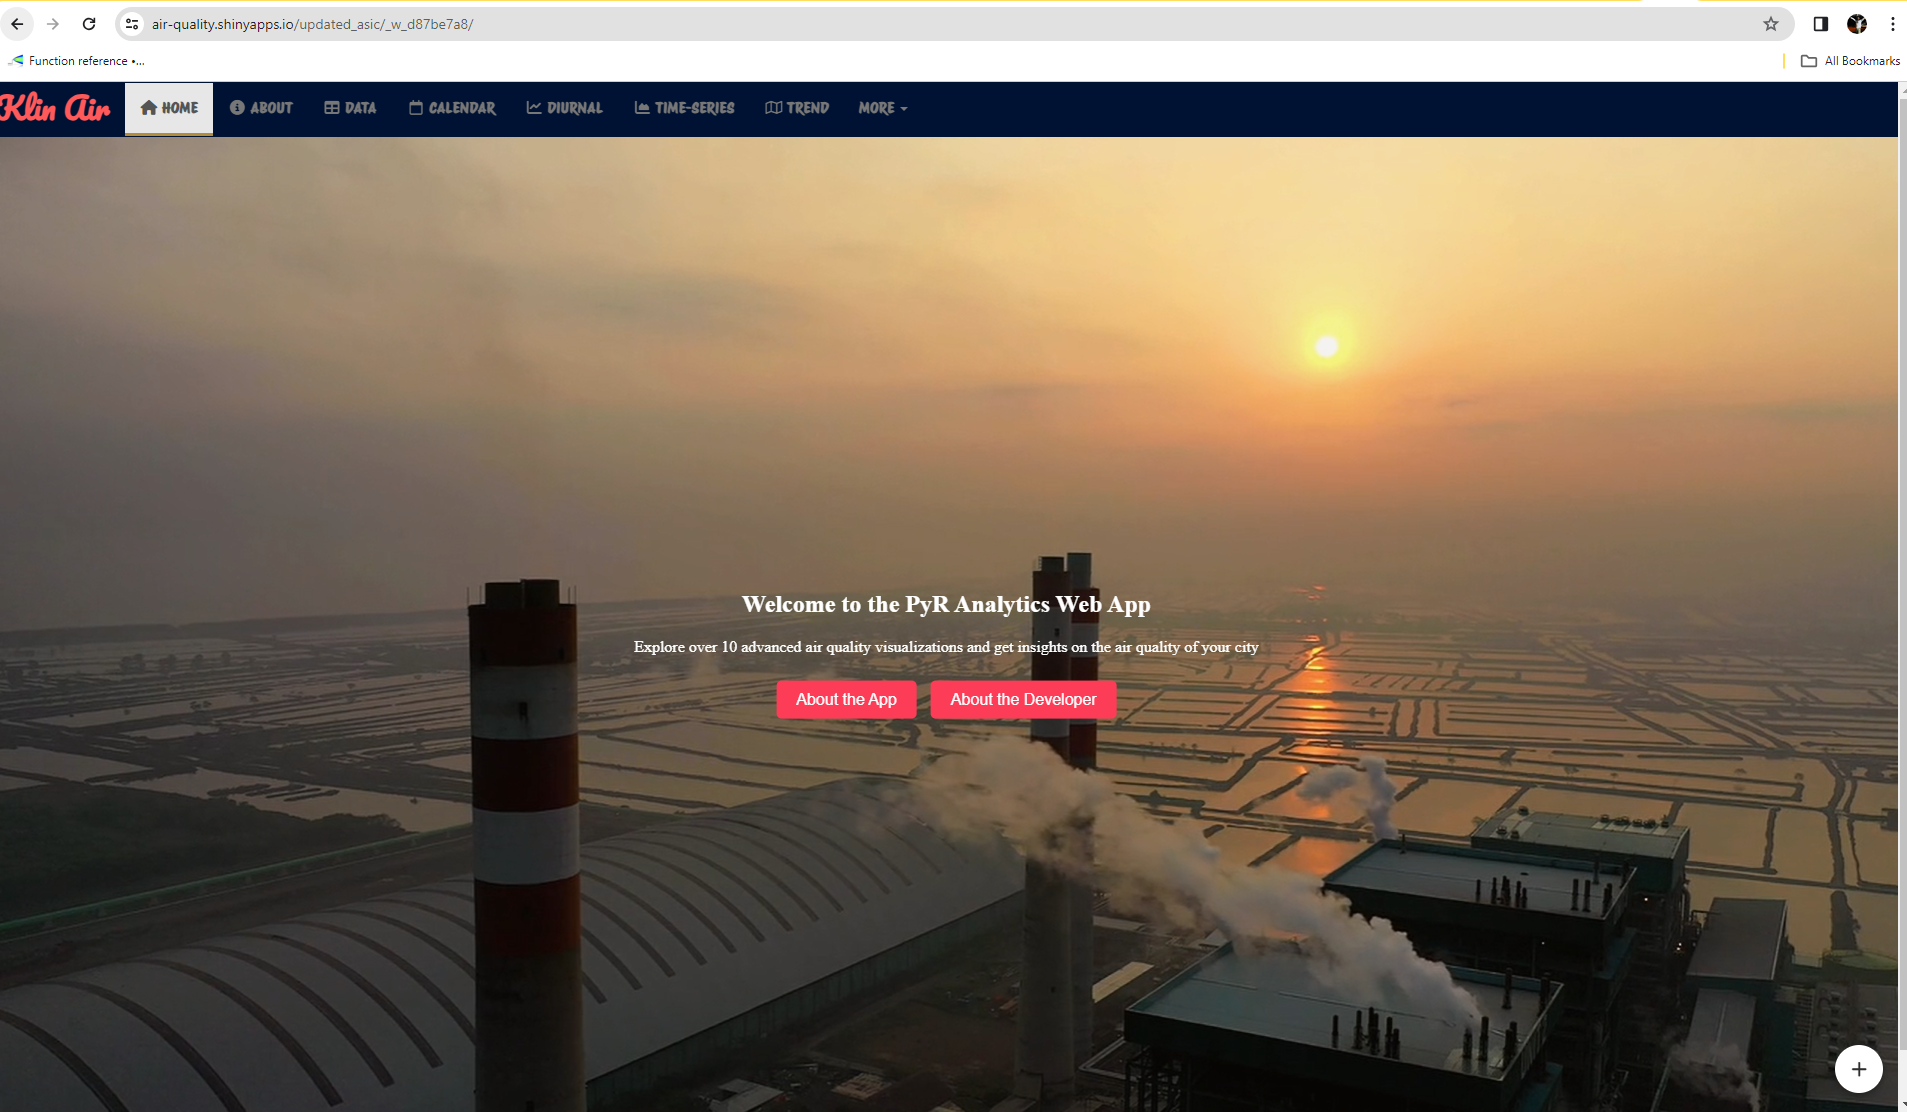 air-quality.shinyapps.io/updated_asic/_w_d87be7a8/
Function reference •...
All Bookmarks
Klin Air
HOME
ABOUT
DATA
CALENDAR
DIURNAL
TIME-SERIES
TREND
MORE
Welcome to the PyR Analytics Web App
Explore over 10 advanced air quality visualizations and get insights on the air quality of your city
About the App
About the Developer